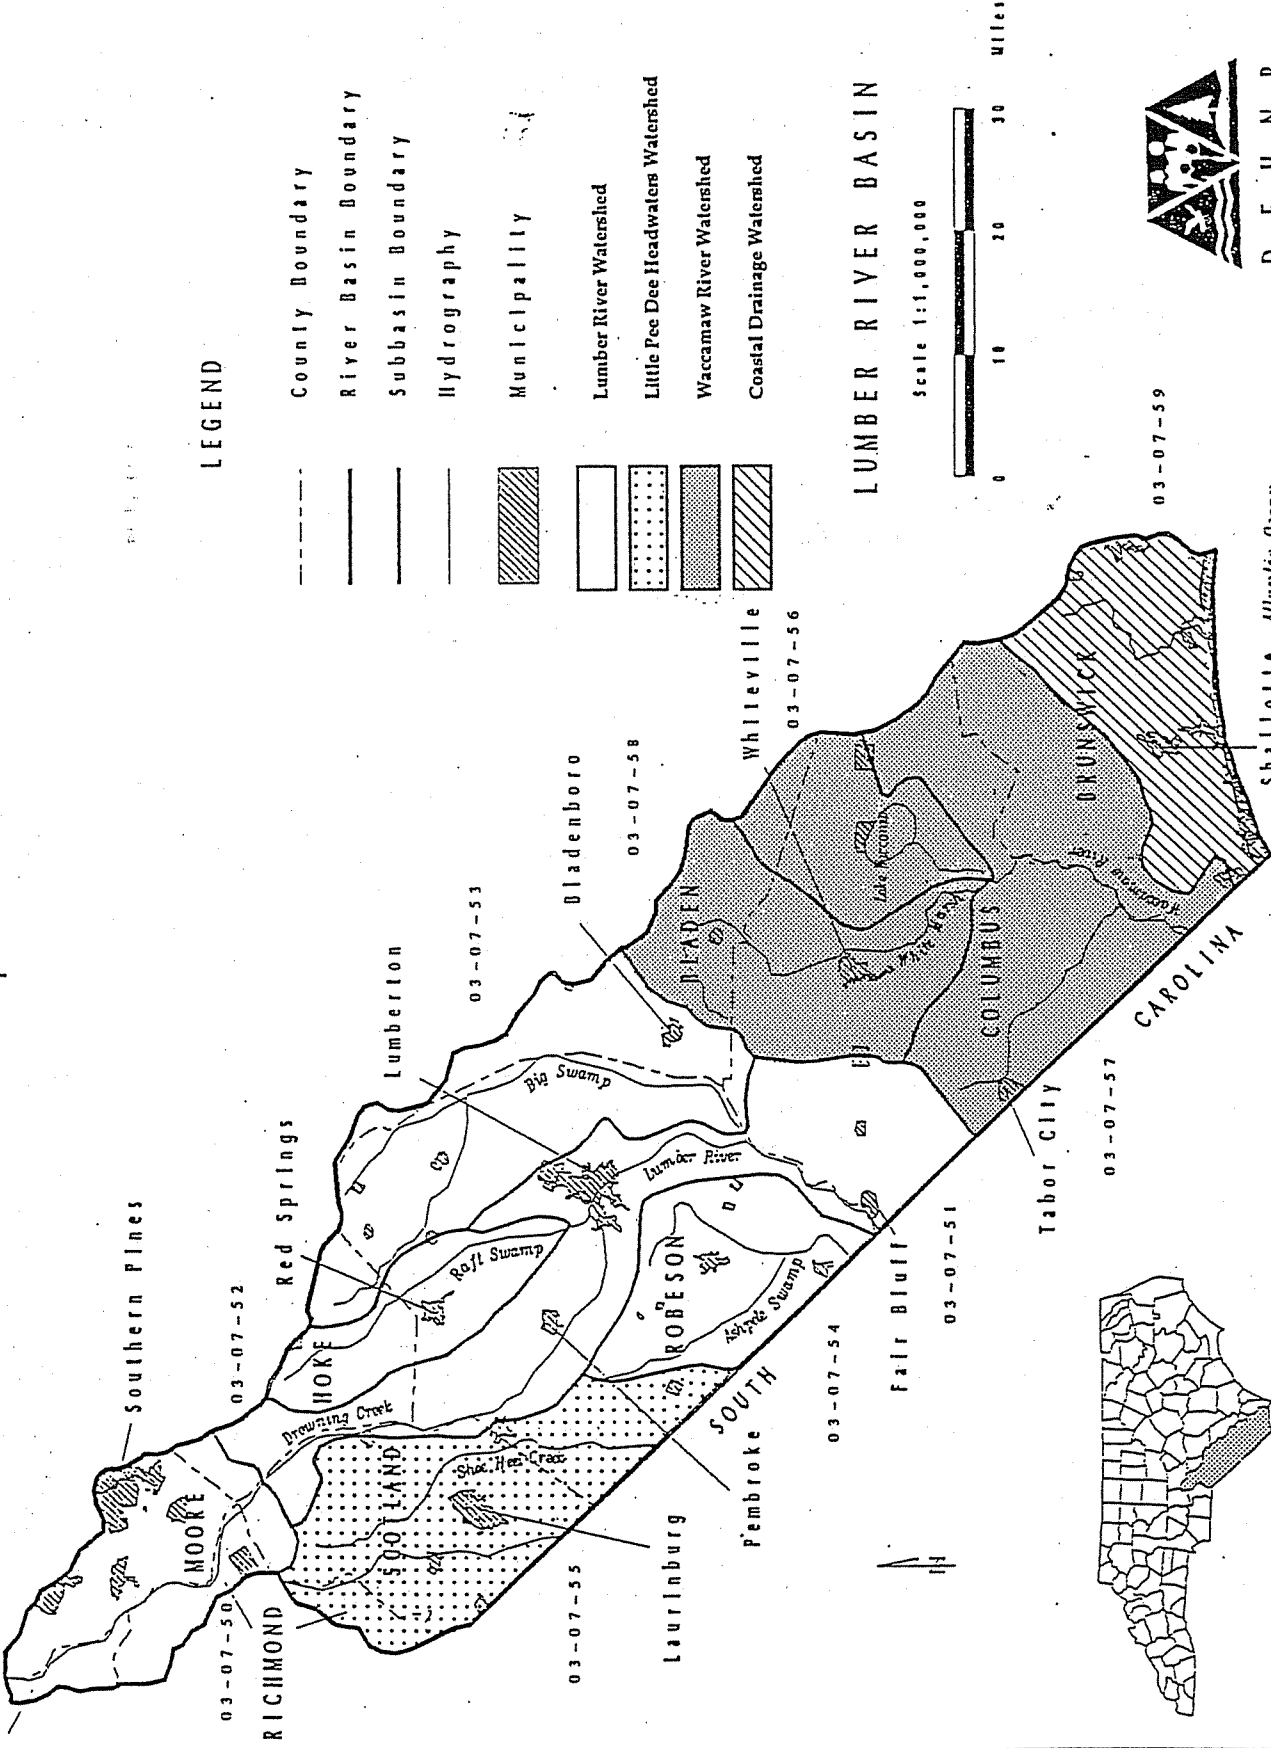 LEGEND
County Boundary
River Basin Boundary
Subbasin Boundary
Hydrography
Municipality
Lumber River Watershed
Little Pee Dee Headwaters Watershed
Waccamaw River Watershed
Coastal Drainage Watershed
LUMBER RIVER BASIN
Scale 1:1,000,000
0 10 20 30 Miles
D E H N R
Southern Pines
03-07-52
Red Springs
Lumberton
03-07-53
Bladenboro
03-07-58
Whiteville
03-07-56
03-07-59
MOORE
HOKE
Drowning Creek
Raft Swamp
Big Swamp
Lumber River
BLADEN
Lake Waccamaw
White Marsh
COLUMBUS
BRUNSWICK
Waccamaw River
ROBESON
Ashpole Swamp
SCOTLAND
Shoe Heel Creek
03-07-50
RICHMOND
03-07-55
Laurinburg
Pembroke
SOUTH
CAROLINA
03-07-54
Fair Bluff
03-07-51
Tabor City
03-07-57
Shallotte
N